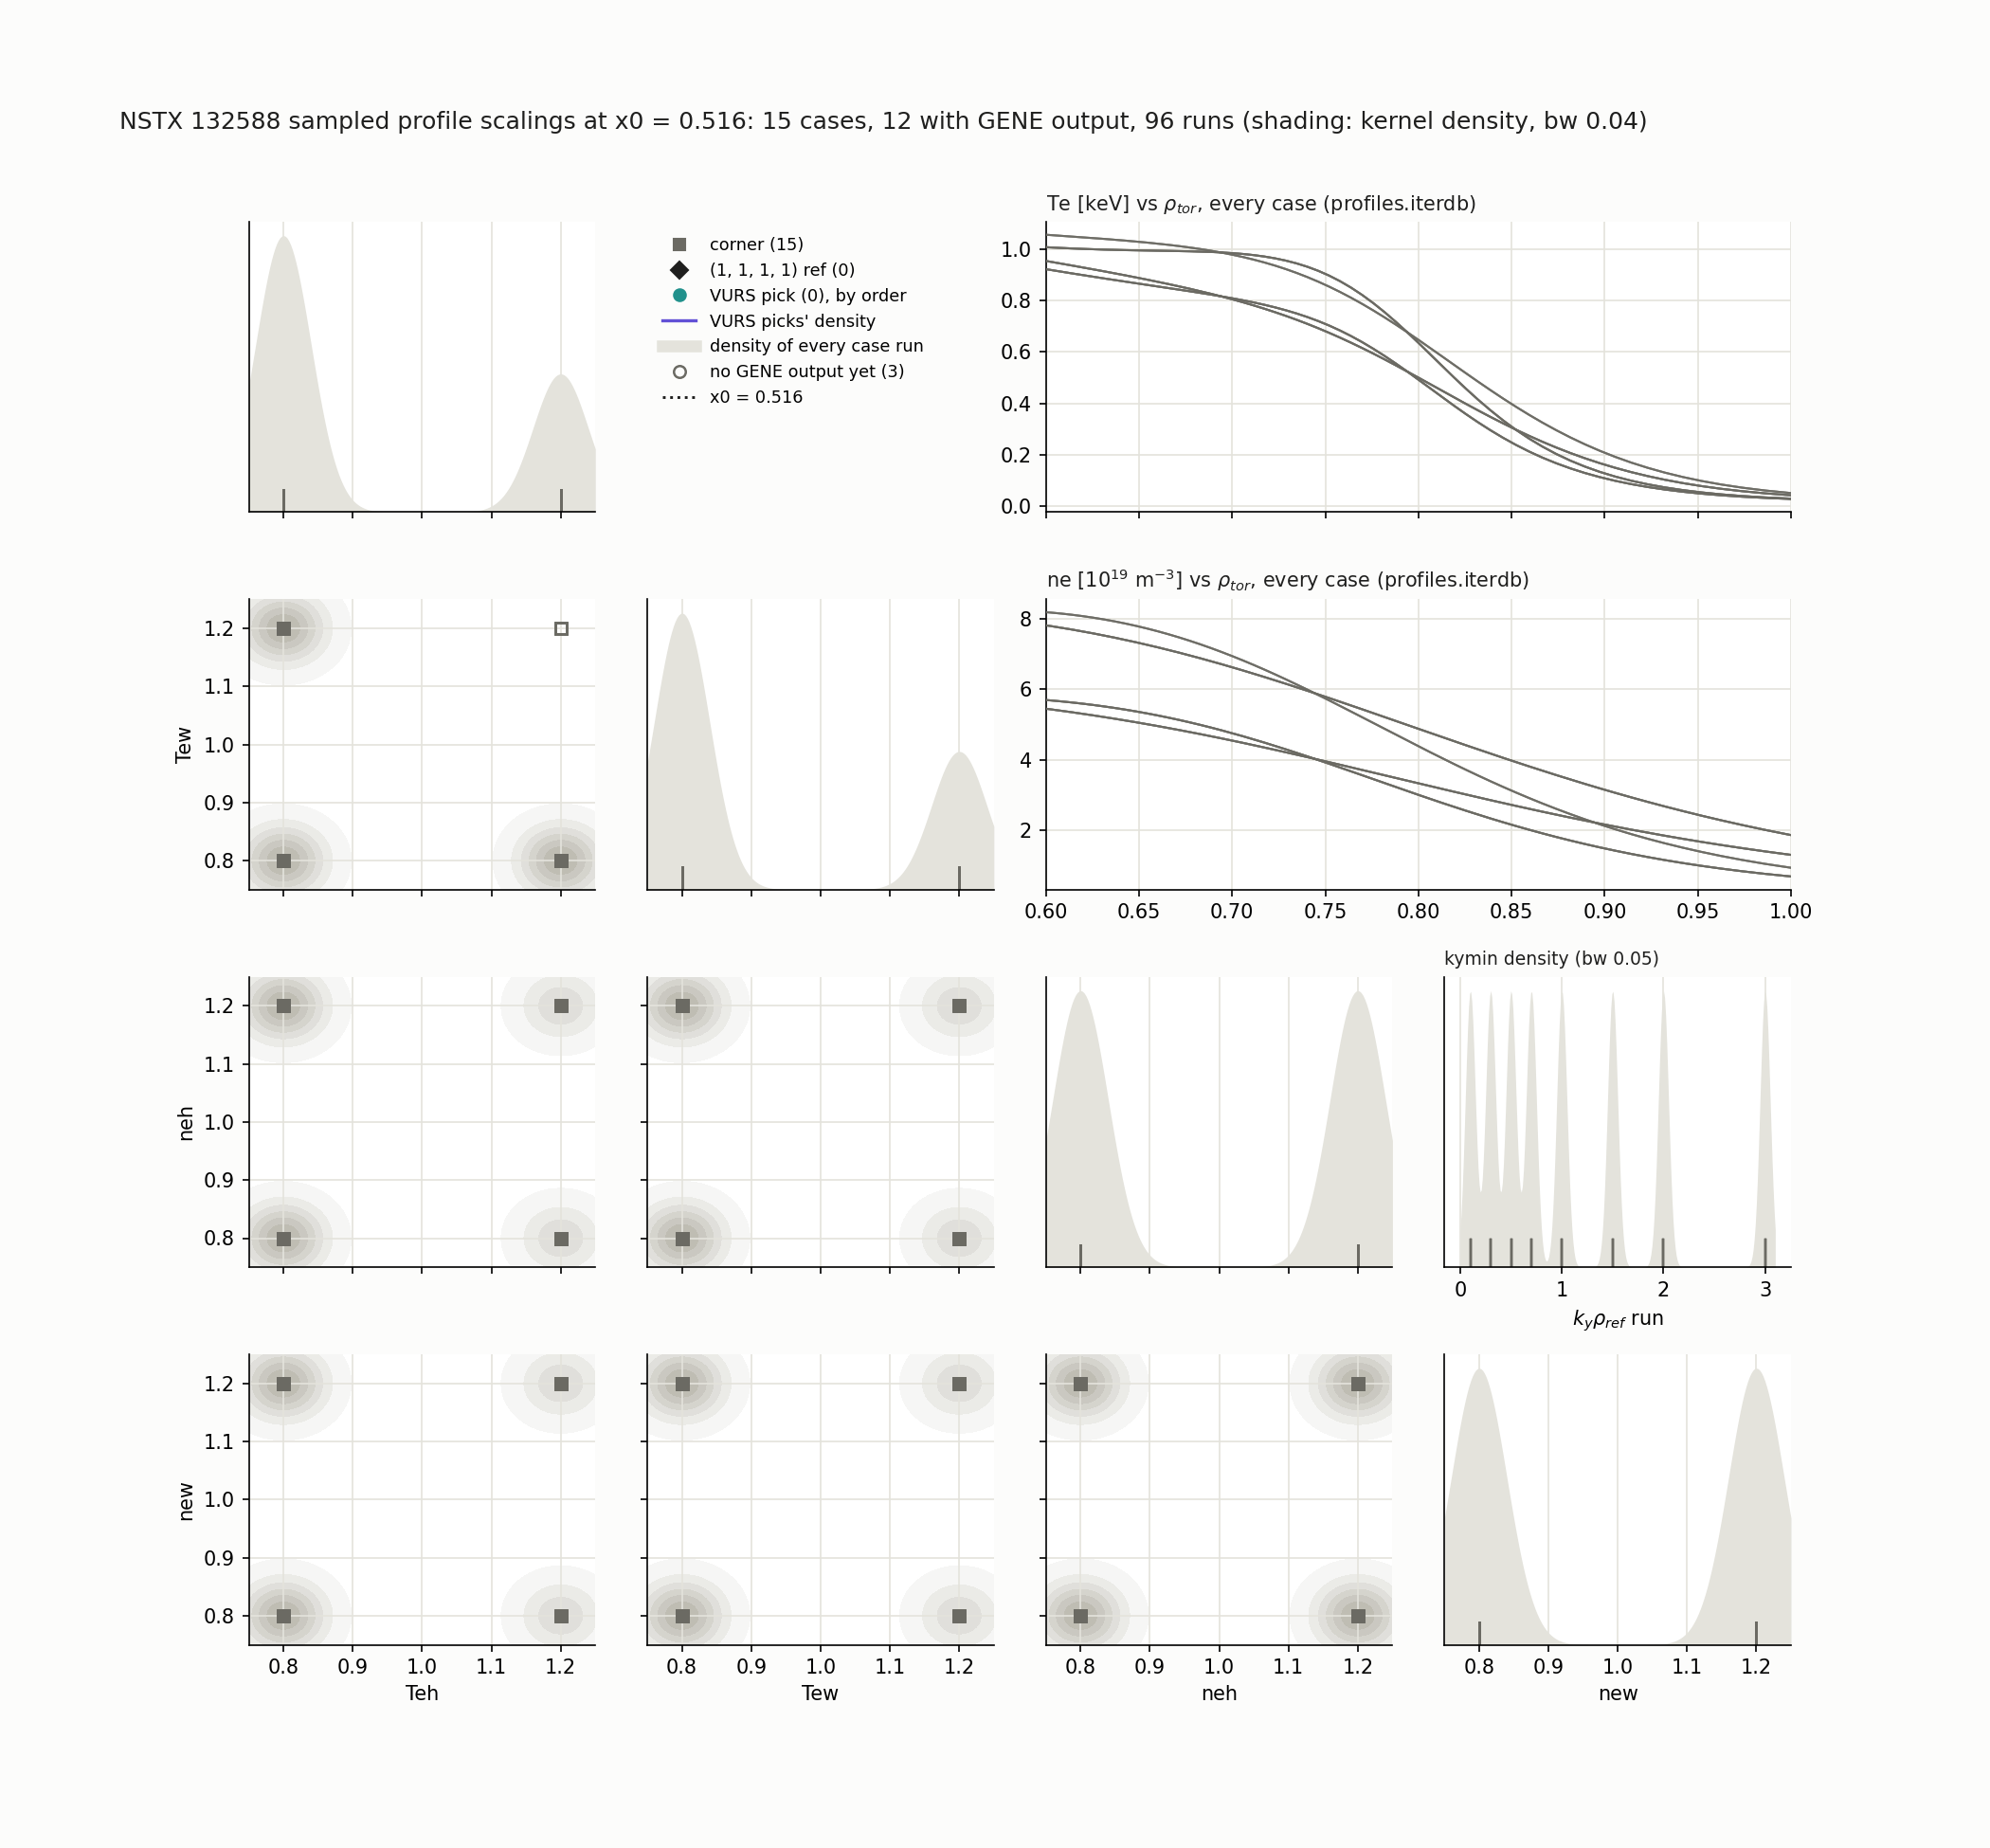 NSTX 132588 sampled profile scalings at x0 = 0.516: 15 cases, 12 with GENE output, 96 runs (shading: kernel density, bw 0.04)
corner (15)
(1, 1, 1, 1) ref (0)
VURS pick (0), by order
VURS picks' density
density of every case run
no GENE output yet (3)
x0 = 0.516
Te [keV] vs ρ_tor, every case (profiles.iterdb)
1.0
0.8
0.6
0.4
0.2
0.0
Tew
1.2
1.1
1.0
0.9
0.8
ne [10¹⁹ m⁻³] vs ρ_tor, every case (profiles.iterdb)
8
6
4
2
0.60 0.65 0.70 0.75 0.80 0.85 0.90 0.95 1.00
neh
1.2
1.1
1.0
0.9
0.8
kymin density (bw 0.05)
0 1 2 3
k_yρ_ref run
new
1.2
1.1
1.0
0.9
0.8
0.8 0.9 1.0 1.1 1.2
Teh
0.8 0.9 1.0 1.1 1.2
Tew
0.8 0.9 1.0 1.1 1.2
neh
0.8 0.9 1.0 1.1 1.2
new